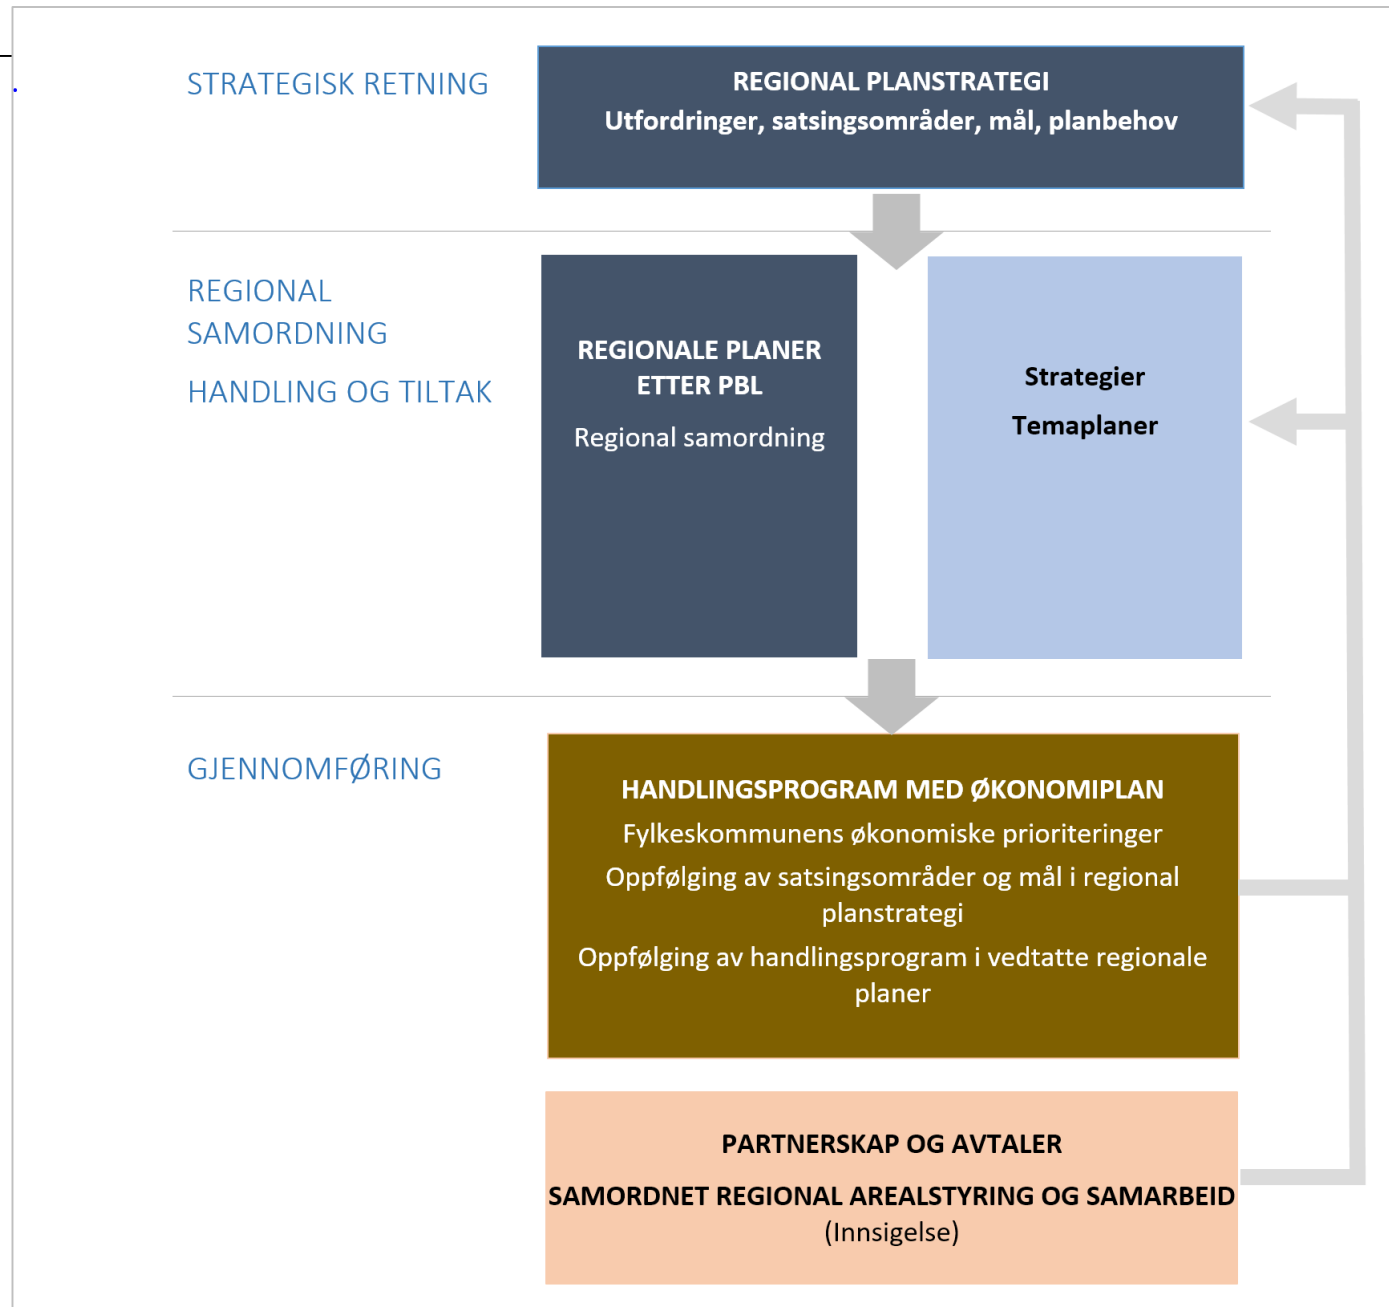 STRATEGISK RETNING
REGIONAL PLANSTRATEGI
Utfordringer, satsingsområder, mål, planbehov
REGIONAL
SAMORDNING
HANDLING OG TILTAK
REGIONALE PLANER
ETTER PBL
Regional samordning
Strategier
Temaplaner
GJENNOMFØRING
HANDLINGSPROGRAM MED ØKONOMIPLAN
Fylkeskommunens økonomiske prioriteringer
Oppfølging av satsingsområder og mål i regional
planstrategi
Oppfølging av handlingsprogram i vedtatte regionale
planer
PARTNERSKAP OG AVTALER
SAMORDNET REGIONAL AREALSTYRING OG SAMARBEID
(Innsigelse)